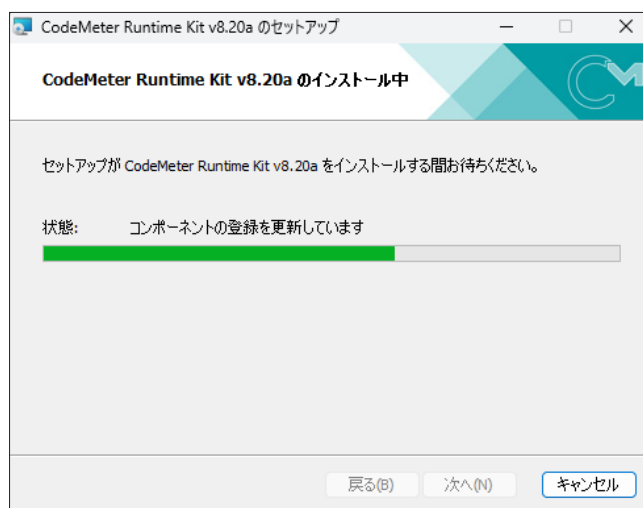 CodeMeter Runtime Kit v8.20a のセットアップ
CodeMeter Runtime Kit v8.20a のインストール中
CM
セットアップが CodeMeter Runtime Kit v8.20a をインストールする間お待ちください。
状態: コンポーネントの登録を更新しています
戻る(B) 次へ(N) キャンセル